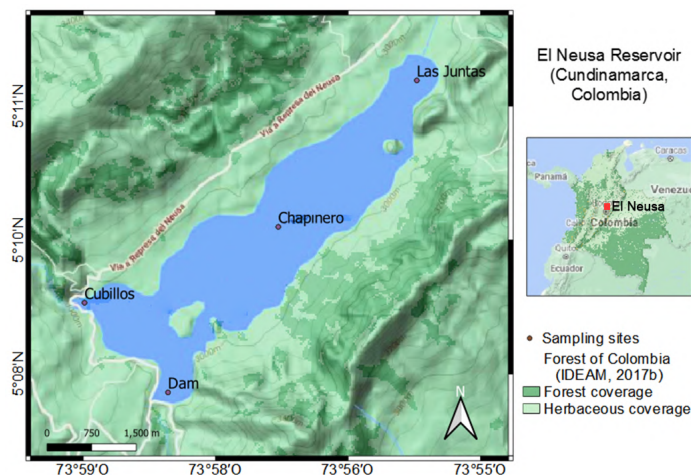 Las Juntas
Vía a Represa del Neusa
Chapinero
Vía a Represa del Neusa
Cubillos
Dam
N
0 750 1,500 m
5°11'N
5°10'N
5°08'N
73°59'O 73°58'O 73°56'O 73°55'O
El Neusa Reservoir
(Cundinamarca,
Colombia)
Caracas
Panamá
Venezu
El Neusa
Colombia
Quito
Ecuador
Sampling sites
Forest of Colombia
(IDEAM, 2017b)
Forest coverage
Herbaceous coverage